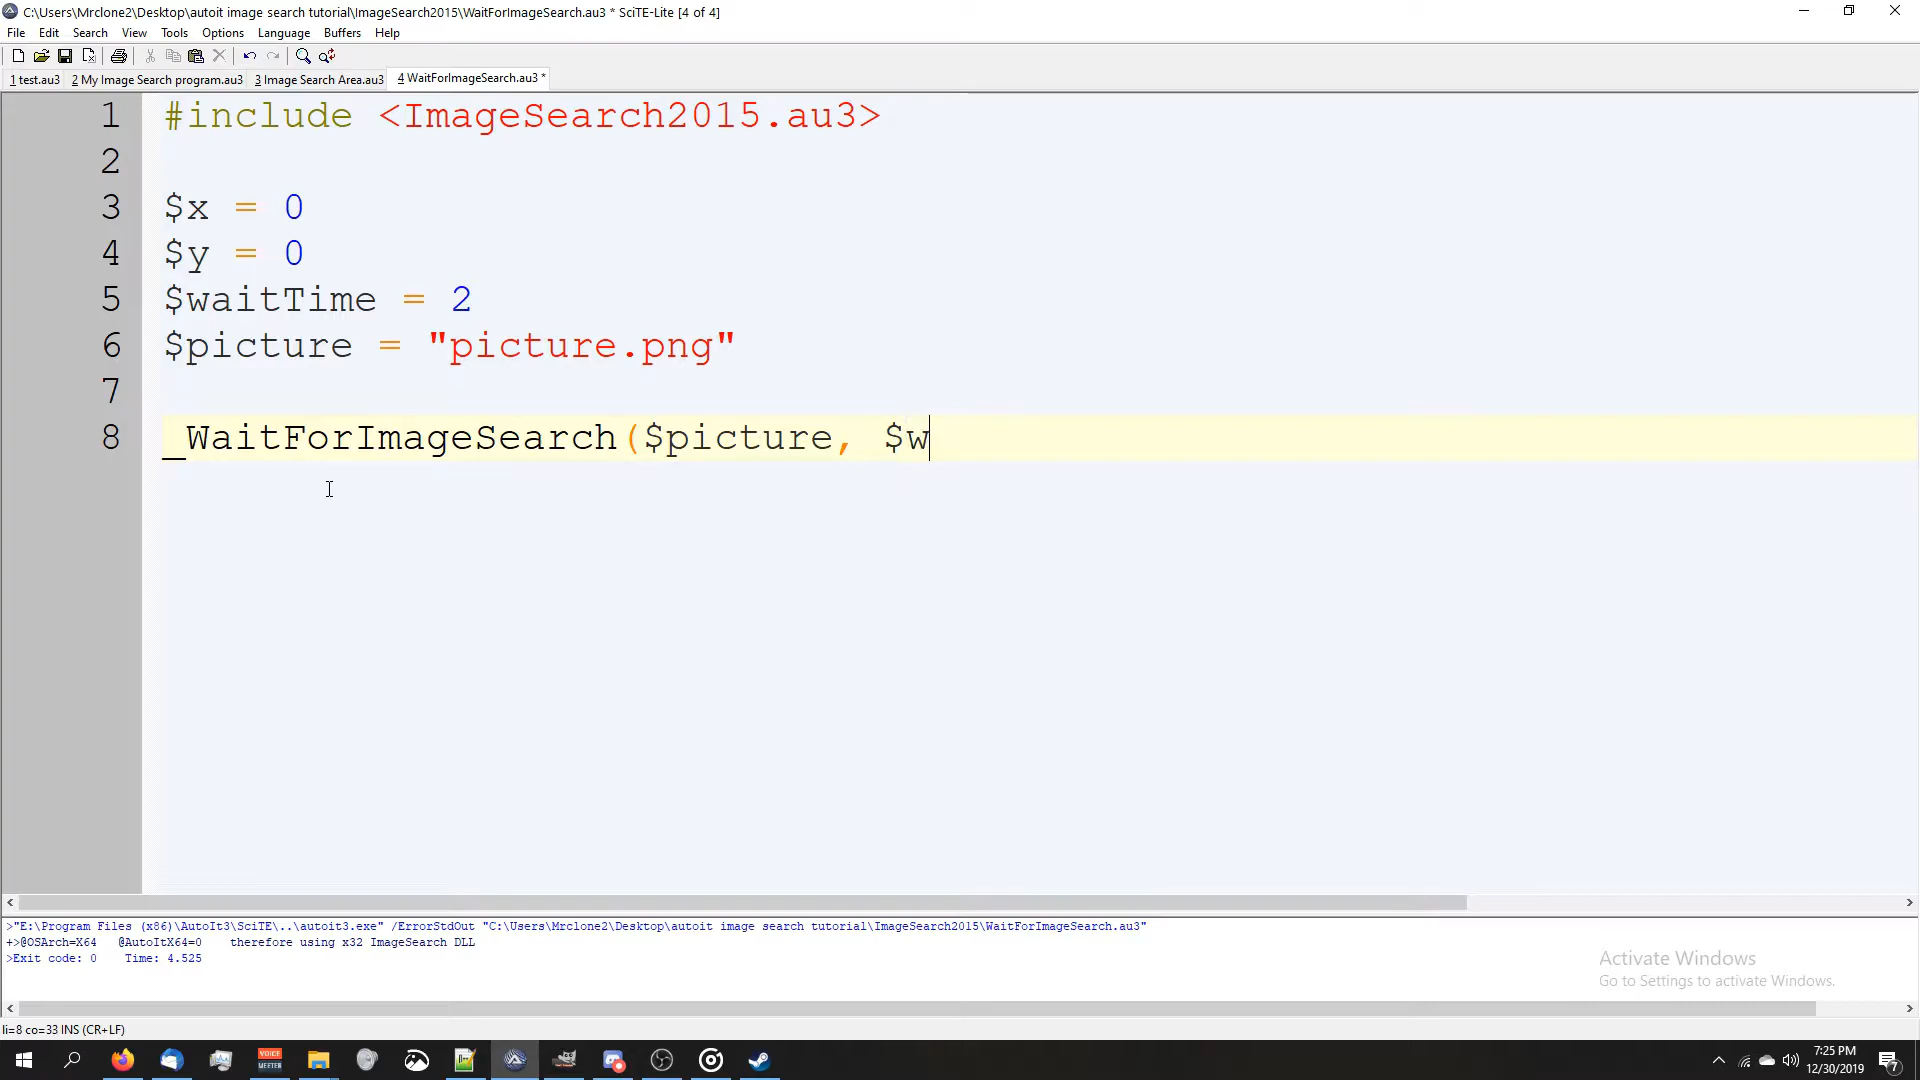 C:\Users\Mrclone2\Desktop\autoit image search tutorial\ImageSearch2015\WaitForImageSearch.au3 * SciTE-Lite [4 of 4]
File Edit Search View Tools Options Language Buffers Help
1 test.au3 2 My Image Search program.au3 3 Image Search Area.au3 4 WaitForImageSearch.au3 *
1 #include <ImageSearch2015.au3>
2
3 $x = 0
4 $y = 0
5 $waitTime = 2
6 $picture = "picture.png"
7
8 _WaitForImageSearch($picture, $w
>"E:\Program Files (x86)\AutoIt3\SciTE\..\autoit3.exe" /ErrorStdOut "C:\Users\Mrclone2\Desktop\autoit image search tutorial\ImageSearch2015\WaitForImageSearch.au3"
+>@OSArch=X64 @AutoItX64=0 therefore using x32 ImageSearch DLL
>Exit code: 0 Time: 4.525
Activate Windows
Go to Settings to activate Windows.
li=8 co=33 INS (CR+LF)
VOICE
MEETER
7:25 PM
12/30/2019
7